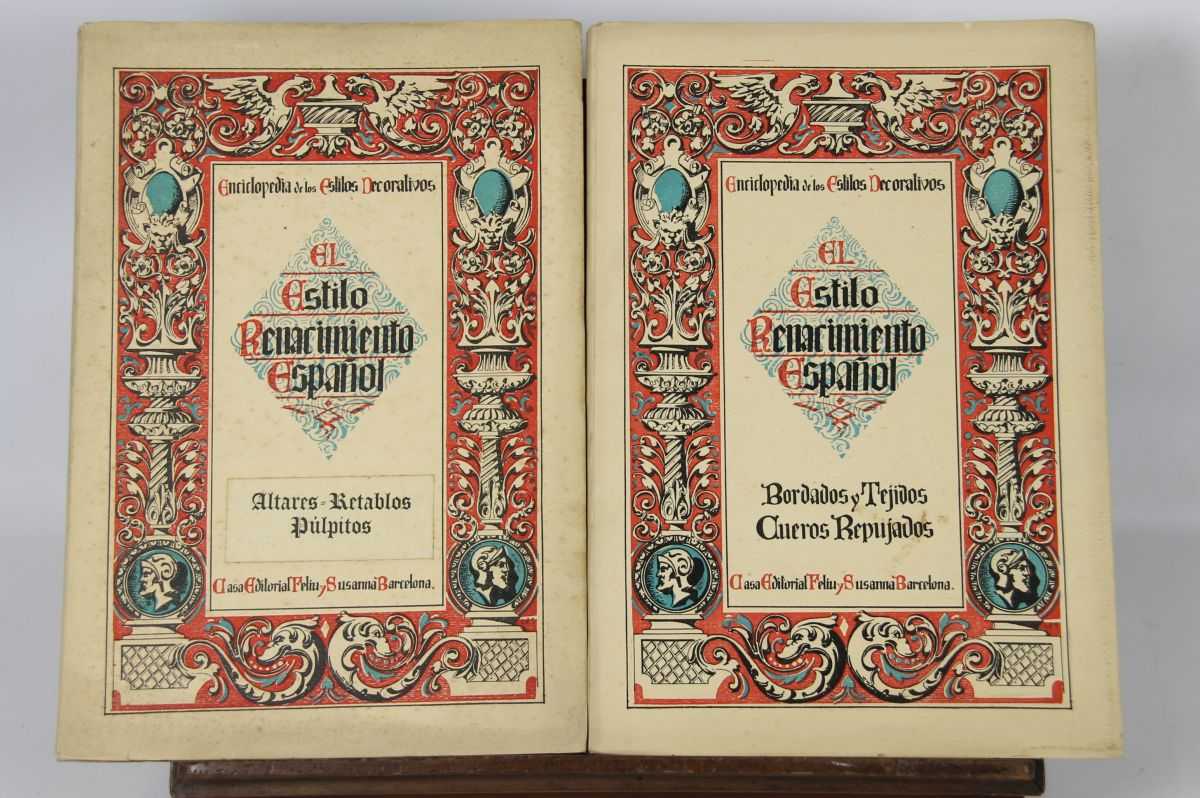 Enciclopedia de los Estilos Decorativos
EL
Estilo
Renacimiento
Español
Altares=Retablos
Púlpitos
Casa Editorial Feliu y Susanna Barcelona.
Enciclopedia de los Estilos Decorativos
EL
Estilo
Renacimiento
Español
Bordados y Tejidos
Cueros Repujados
Casa Editorial Feliu y Susanna Barcelona.